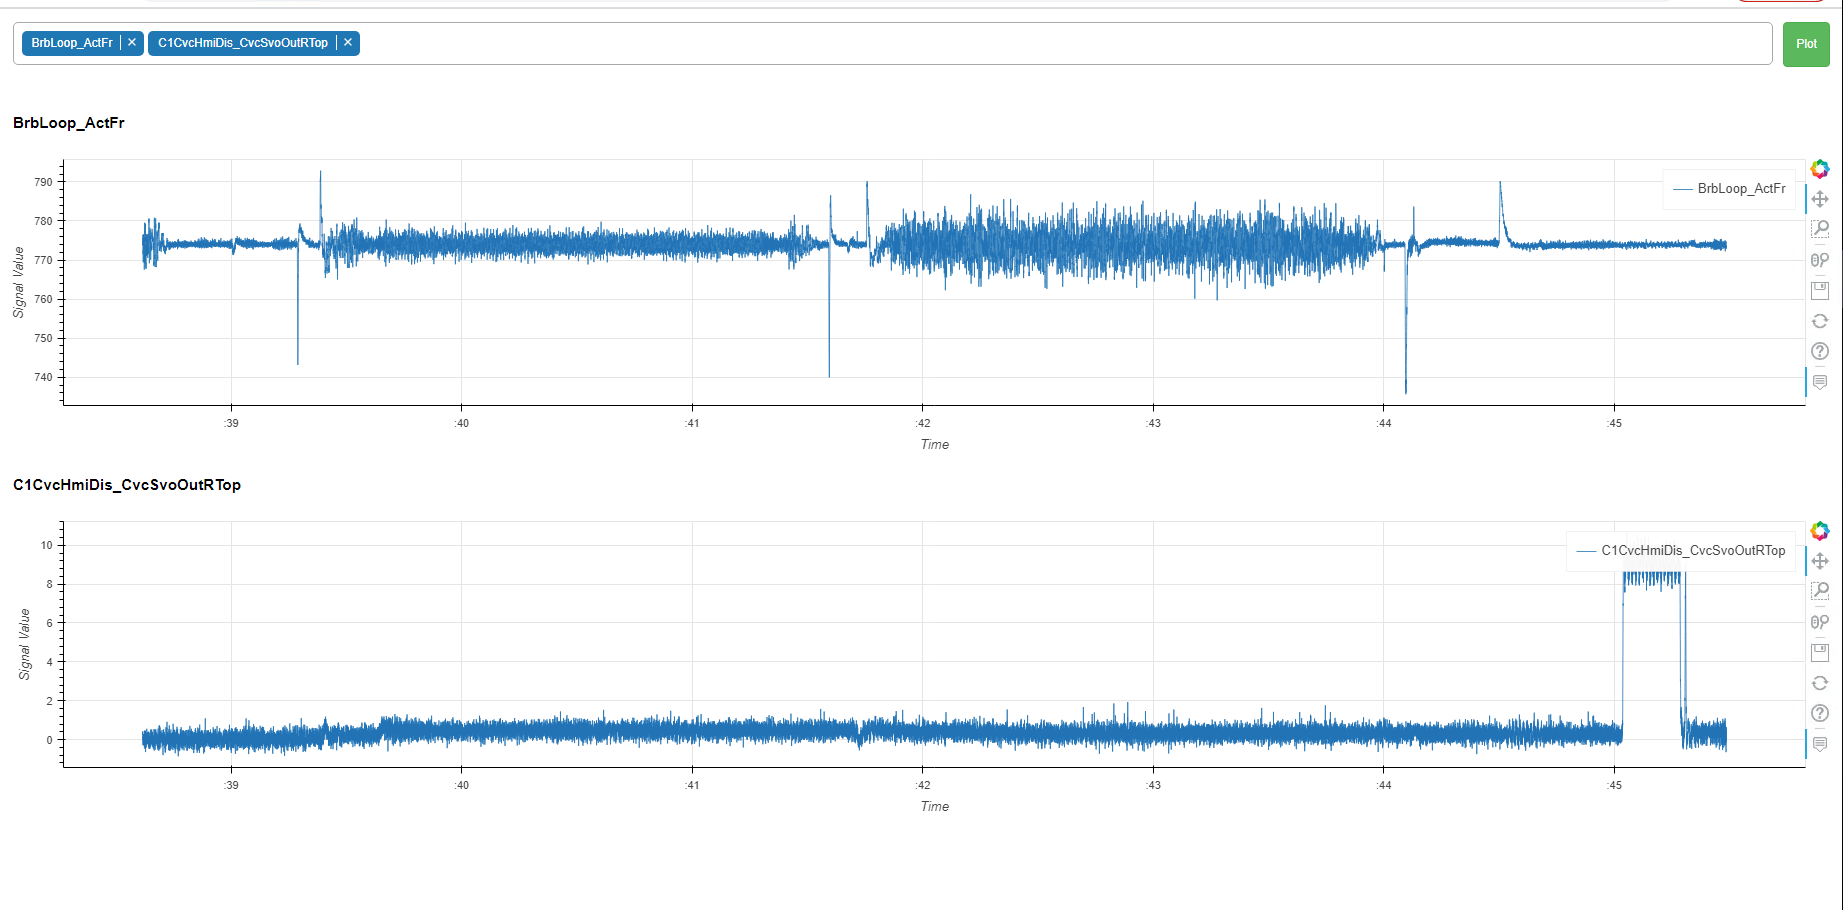 BrbLoop_ActFr ✕ C1CvcHmiDis_CvcSvoOutRTop ✕ Plot
BrbLoop_ActFr
BrbLoop_ActFr
790
780
770
760
750
740
Signal Value
:39 :40 :41 :42 :43 :44 :45
Time
C1CvcHmiDis_CvcSvoOutRTop
C1CvcHmiDis_CvcSvoOutRTop
10
8
6
4
2
0
Signal Value
:39 :40 :41 :42 :43 :44 :45
Time